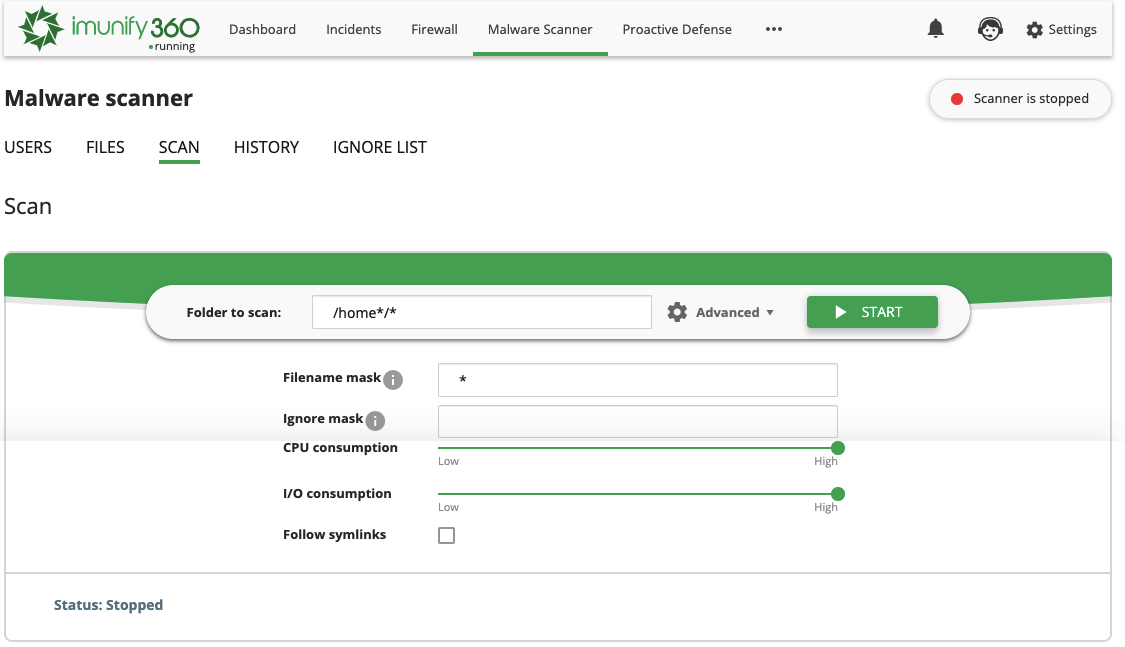 imunify360
running
Dashboard Incidents Firewall Malware Scanner Proactive Defense ••• Settings
Malware scanner
Scanner is stopped
USERS FILES SCAN HISTORY IGNORE LIST
Scan
Folder to scan: /home*/* Advanced ▼ START
Filename mask i *
Ignore mask i
CPU consumption
Low High
I/O consumption
Low High
Follow symlinks
Status: Stopped